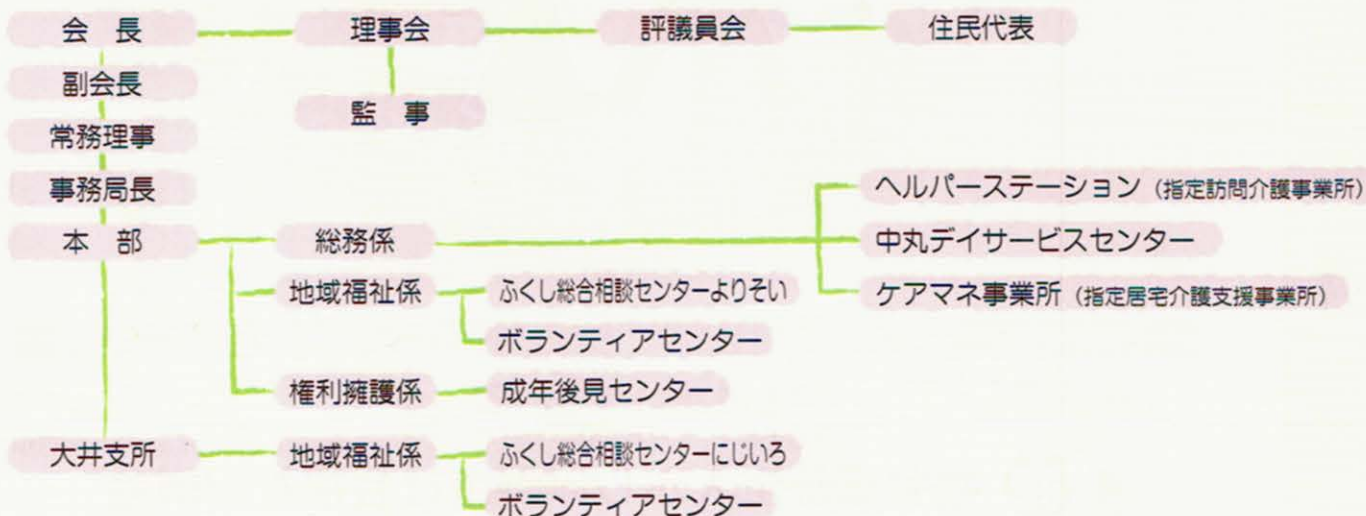 会 長 理事会 評議員会 住民代表
副会長
監 事
常務理事
事務局長
ヘルパーステーション（指定訪問介護事業所）
本 部 総務係 中丸デイサービスセンター
地域福祉係 ふくし総合相談センターよりそい ケアマネ事業所（指定居宅介護支援事業所）
ボランティアセンター
権利擁護係 成年後見センター
大井支所 地域福祉係 ふくし総合相談センターにじいろ
ボランティアセンター